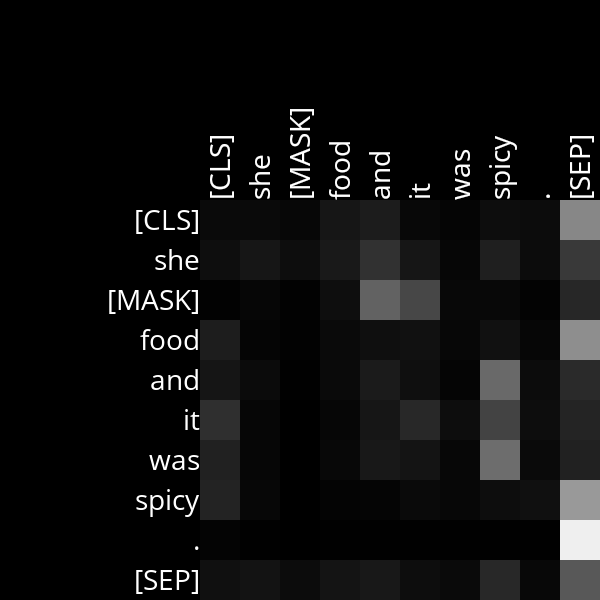 [CLS] she [MASK] food and it was spicy . [SEP]
[CLS]
she
[MASK]
food
and
it
was
spicy
.
[SEP]